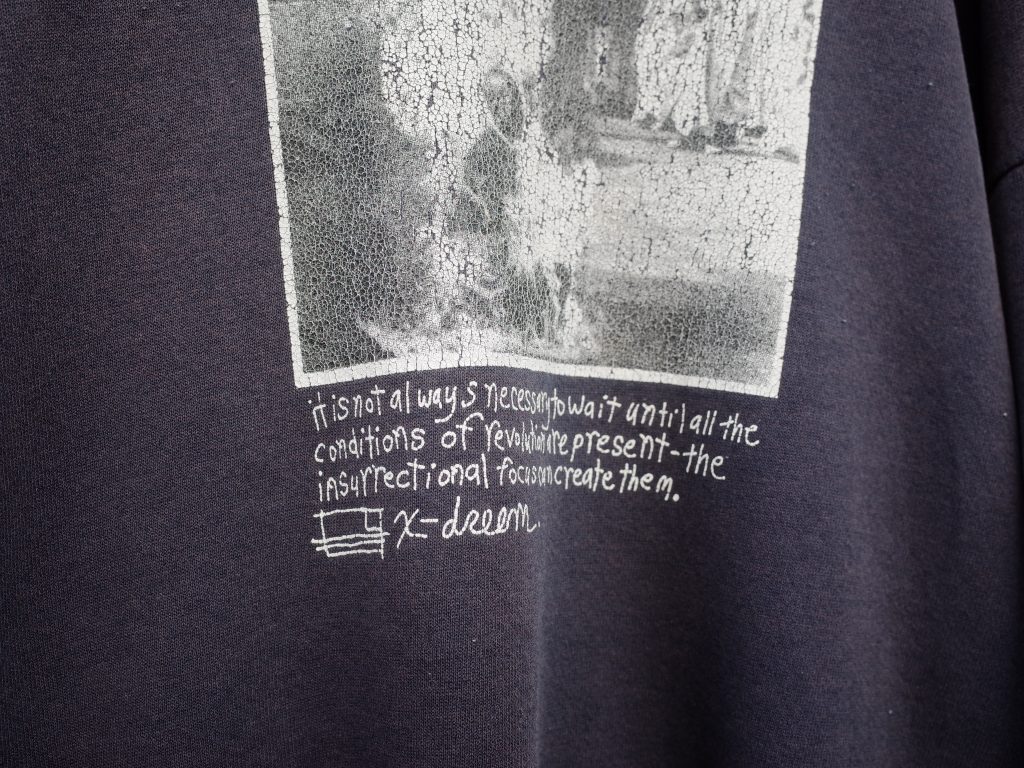 it is not always necessary to wait until all the
conditions of revolution are present-the
insurrectional focus can create them.
x-dreem.